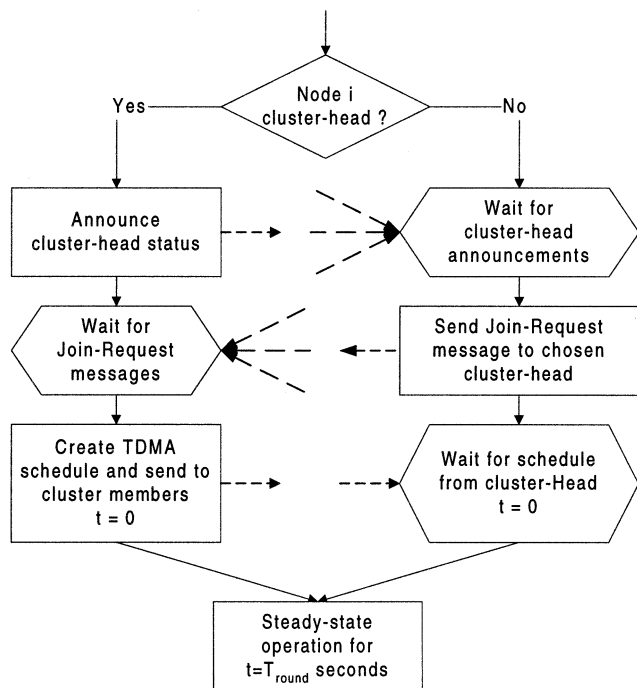 Node i
cluster-head ?
Yes
No
Announce
cluster-head status
Wait for
cluster-head
announcements
Wait for
Join-Request
messages
Send Join-Request
message to chosen
cluster-head
Create TDMA
schedule and send to
cluster members
t = 0
Wait for schedule
from cluster-Head
t = 0
Steady-state
operation for
t=Tround seconds